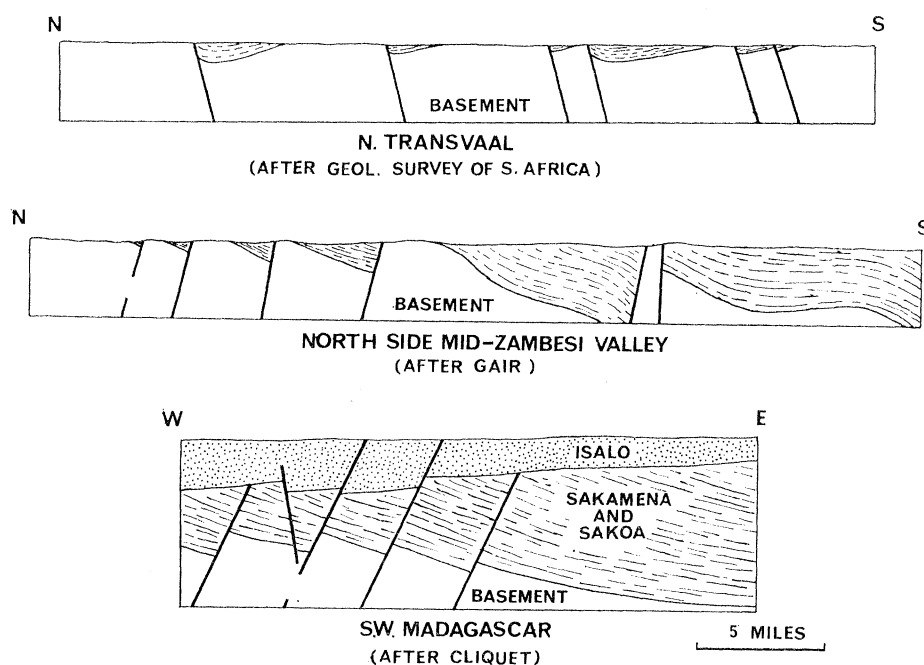 N S
BASEMENT
N. TRANSVAAL
(AFTER GEOL. SURVEY OF S. AFRICA)
N S
BASEMENT
NORTH SIDE MID-ZAMBESI VALLEY
(AFTER GAIR)
W E
ISALO
SAKAMENA
AND
SAKOA
BASEMENT
S.W. MADAGASCAR
5 MILES
(AFTER CLIQUET)